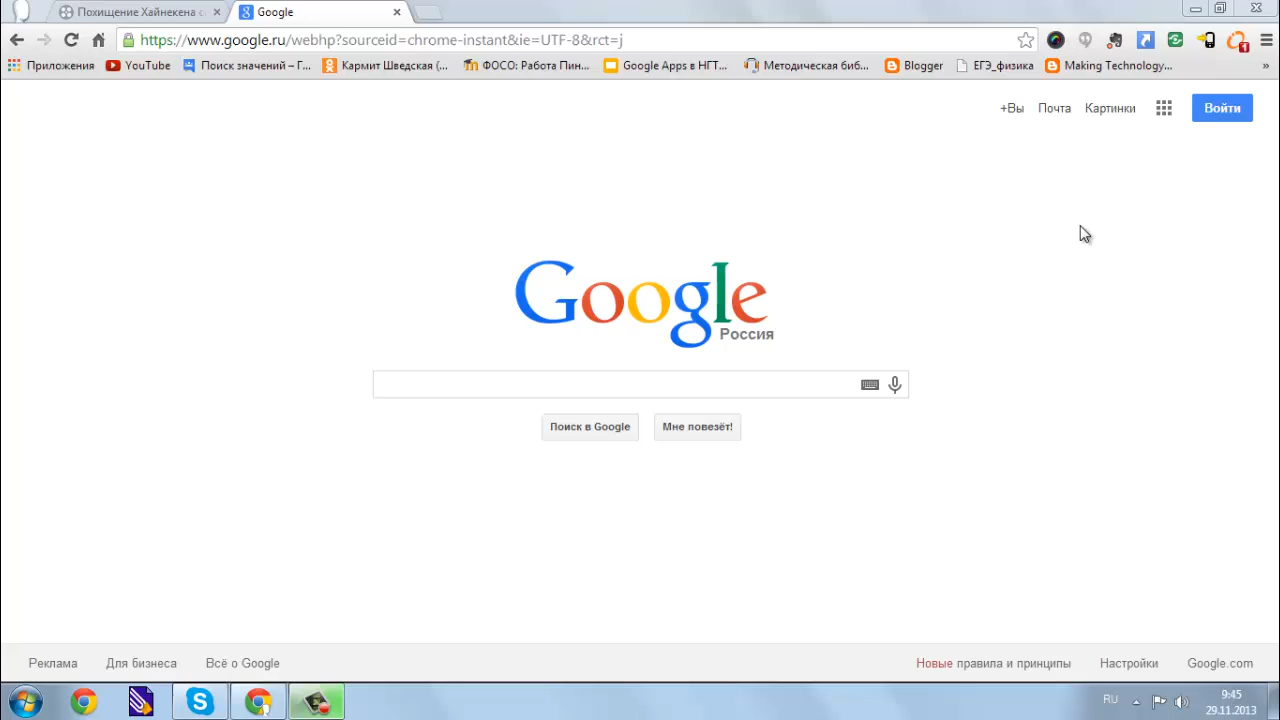 Похищение Хайнекена с
Google
https://www.google.ru/webhp?sourceid=chrome-instant&ie=UTF-8&rct=j
Приложения YouTube Поиск значений – Г... Кармит Шведская (... ФОСО: Работа Пин... Google Apps в НГТ... Методическая биб... Blogger ЕГЭ_физика Making Technology... »
+Вы Почта Картинки Войти
Google
Россия
Поиск в Google Мне повезёт!
Реклама Для бизнеса Всё о Google Новые правила и принципы Настройки Google.com
RU 9:45
29.11.2013